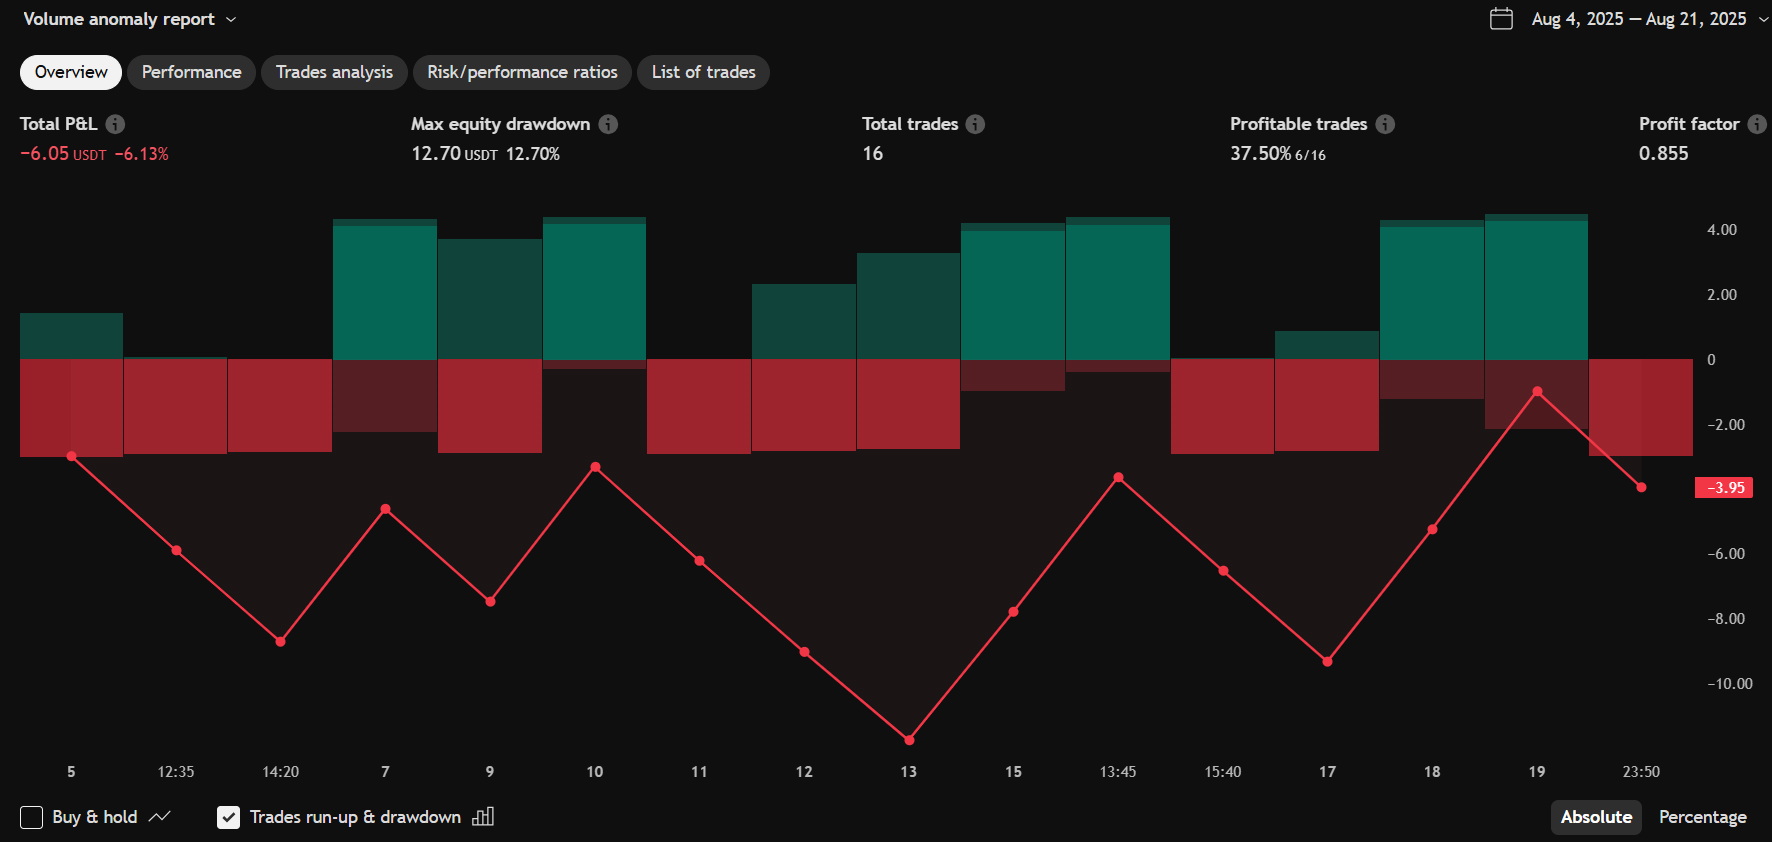 Volume anomaly report
Aug 4, 2025 — Aug 21, 2025
Overview
Performance
Trades analysis
Risk/performance ratios
List of trades
Total P&L
−6.05 USDT −6.13%
Max equity drawdown
12.70 USDT 12.70%
Total trades
16
Profitable trades
37.50% 6/16
Profit factor
0.855
4.00
2.00
0
−2.00
−3.95
−6.00
−8.00
−10.00
5 12:35 14:20 7 9 10 11 12 13 15 13:45 15:40 17 18 19 23:50
Buy & hold
Trades run-up & drawdown
Absolute
Percentage